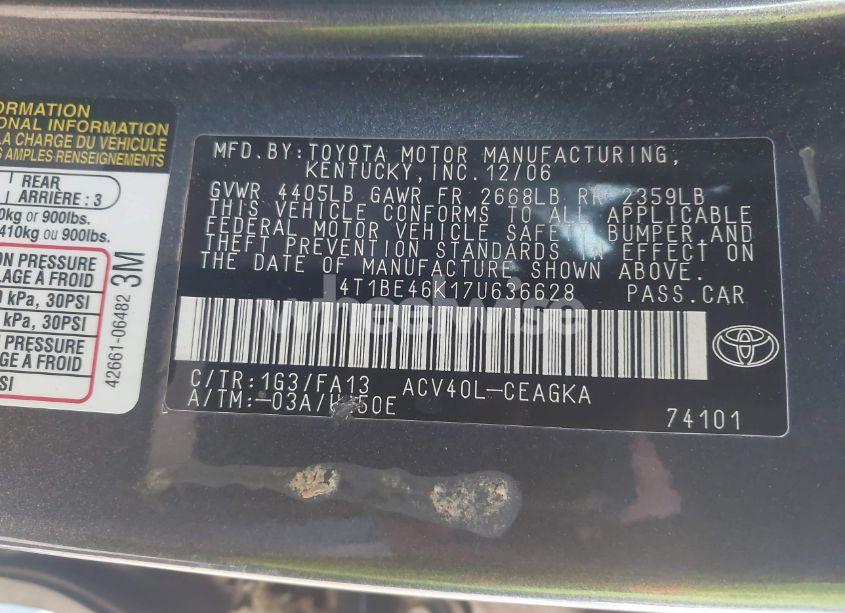 ORMATION
ONAL INFORMATION
LA CHARGE DU VÉHICULE
S AMPLES RENSEIGNEMENTS
REAR
ARRIÈRE : 3
0kg or 900lbs.
410kg ou 900lbs.
ON PRESSURE
LAGE À FROID
kPa, 30PSI
kPa, 30PSI
PRESSURE
À FROID
SI
42661-06482 3M
MFD.BY:TOYOTA MOTOR MANUFACTURING,
KENTUCKY, INC. 12/06
GVWR 4405LB GAWR FR 2668LB RR 2359LB
THIS VEHICLE CONFORMS TO ALL APPLICABLE
FEDERAL MOTOR VEHICLE SAFETY BUMPER, AND
THEFT PREVENTION STANDARDS IN EFFECT ON
THE DATE OF MANUFACTURE SHOWN ABOVE.
4T1BE46K17U636628 PASS.CAR
wheelwise
C/TR:1G3/FA13 ACV40L-CEAGKA
A/TM:-03A/U250E
74101